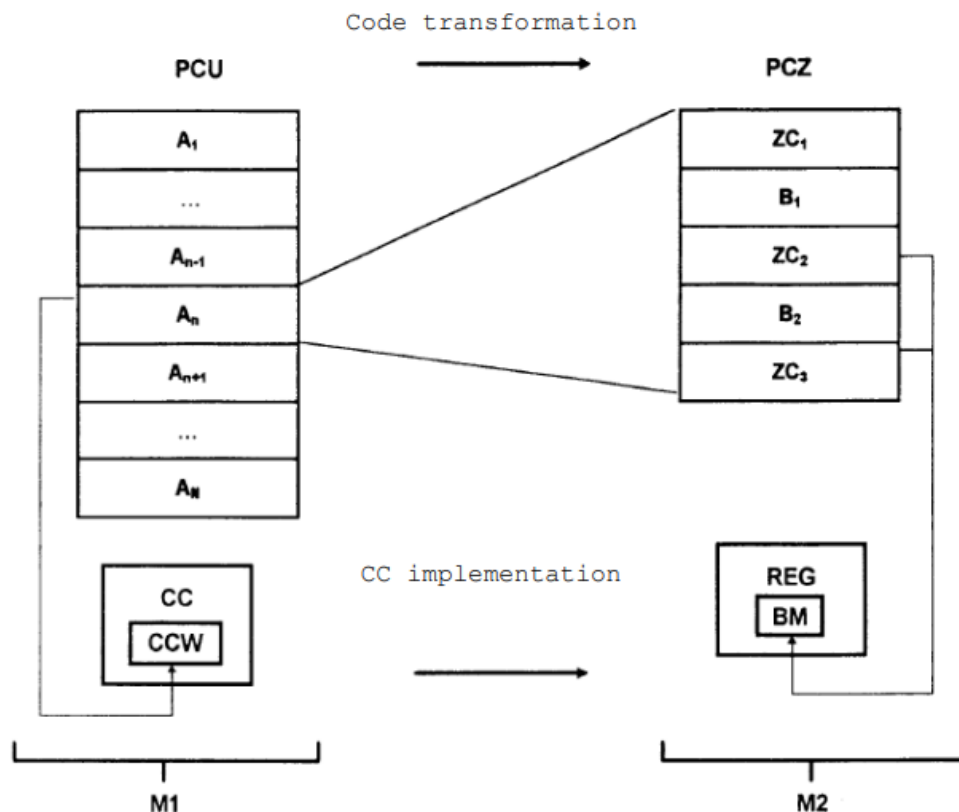 Code transformation
PCU
PCZ
A1
...
An-1
An
An+1
...
AN
ZC1
B1
ZC2
B2
ZC3
CC implementation
CC
CCW
REG
BM
M1
M2